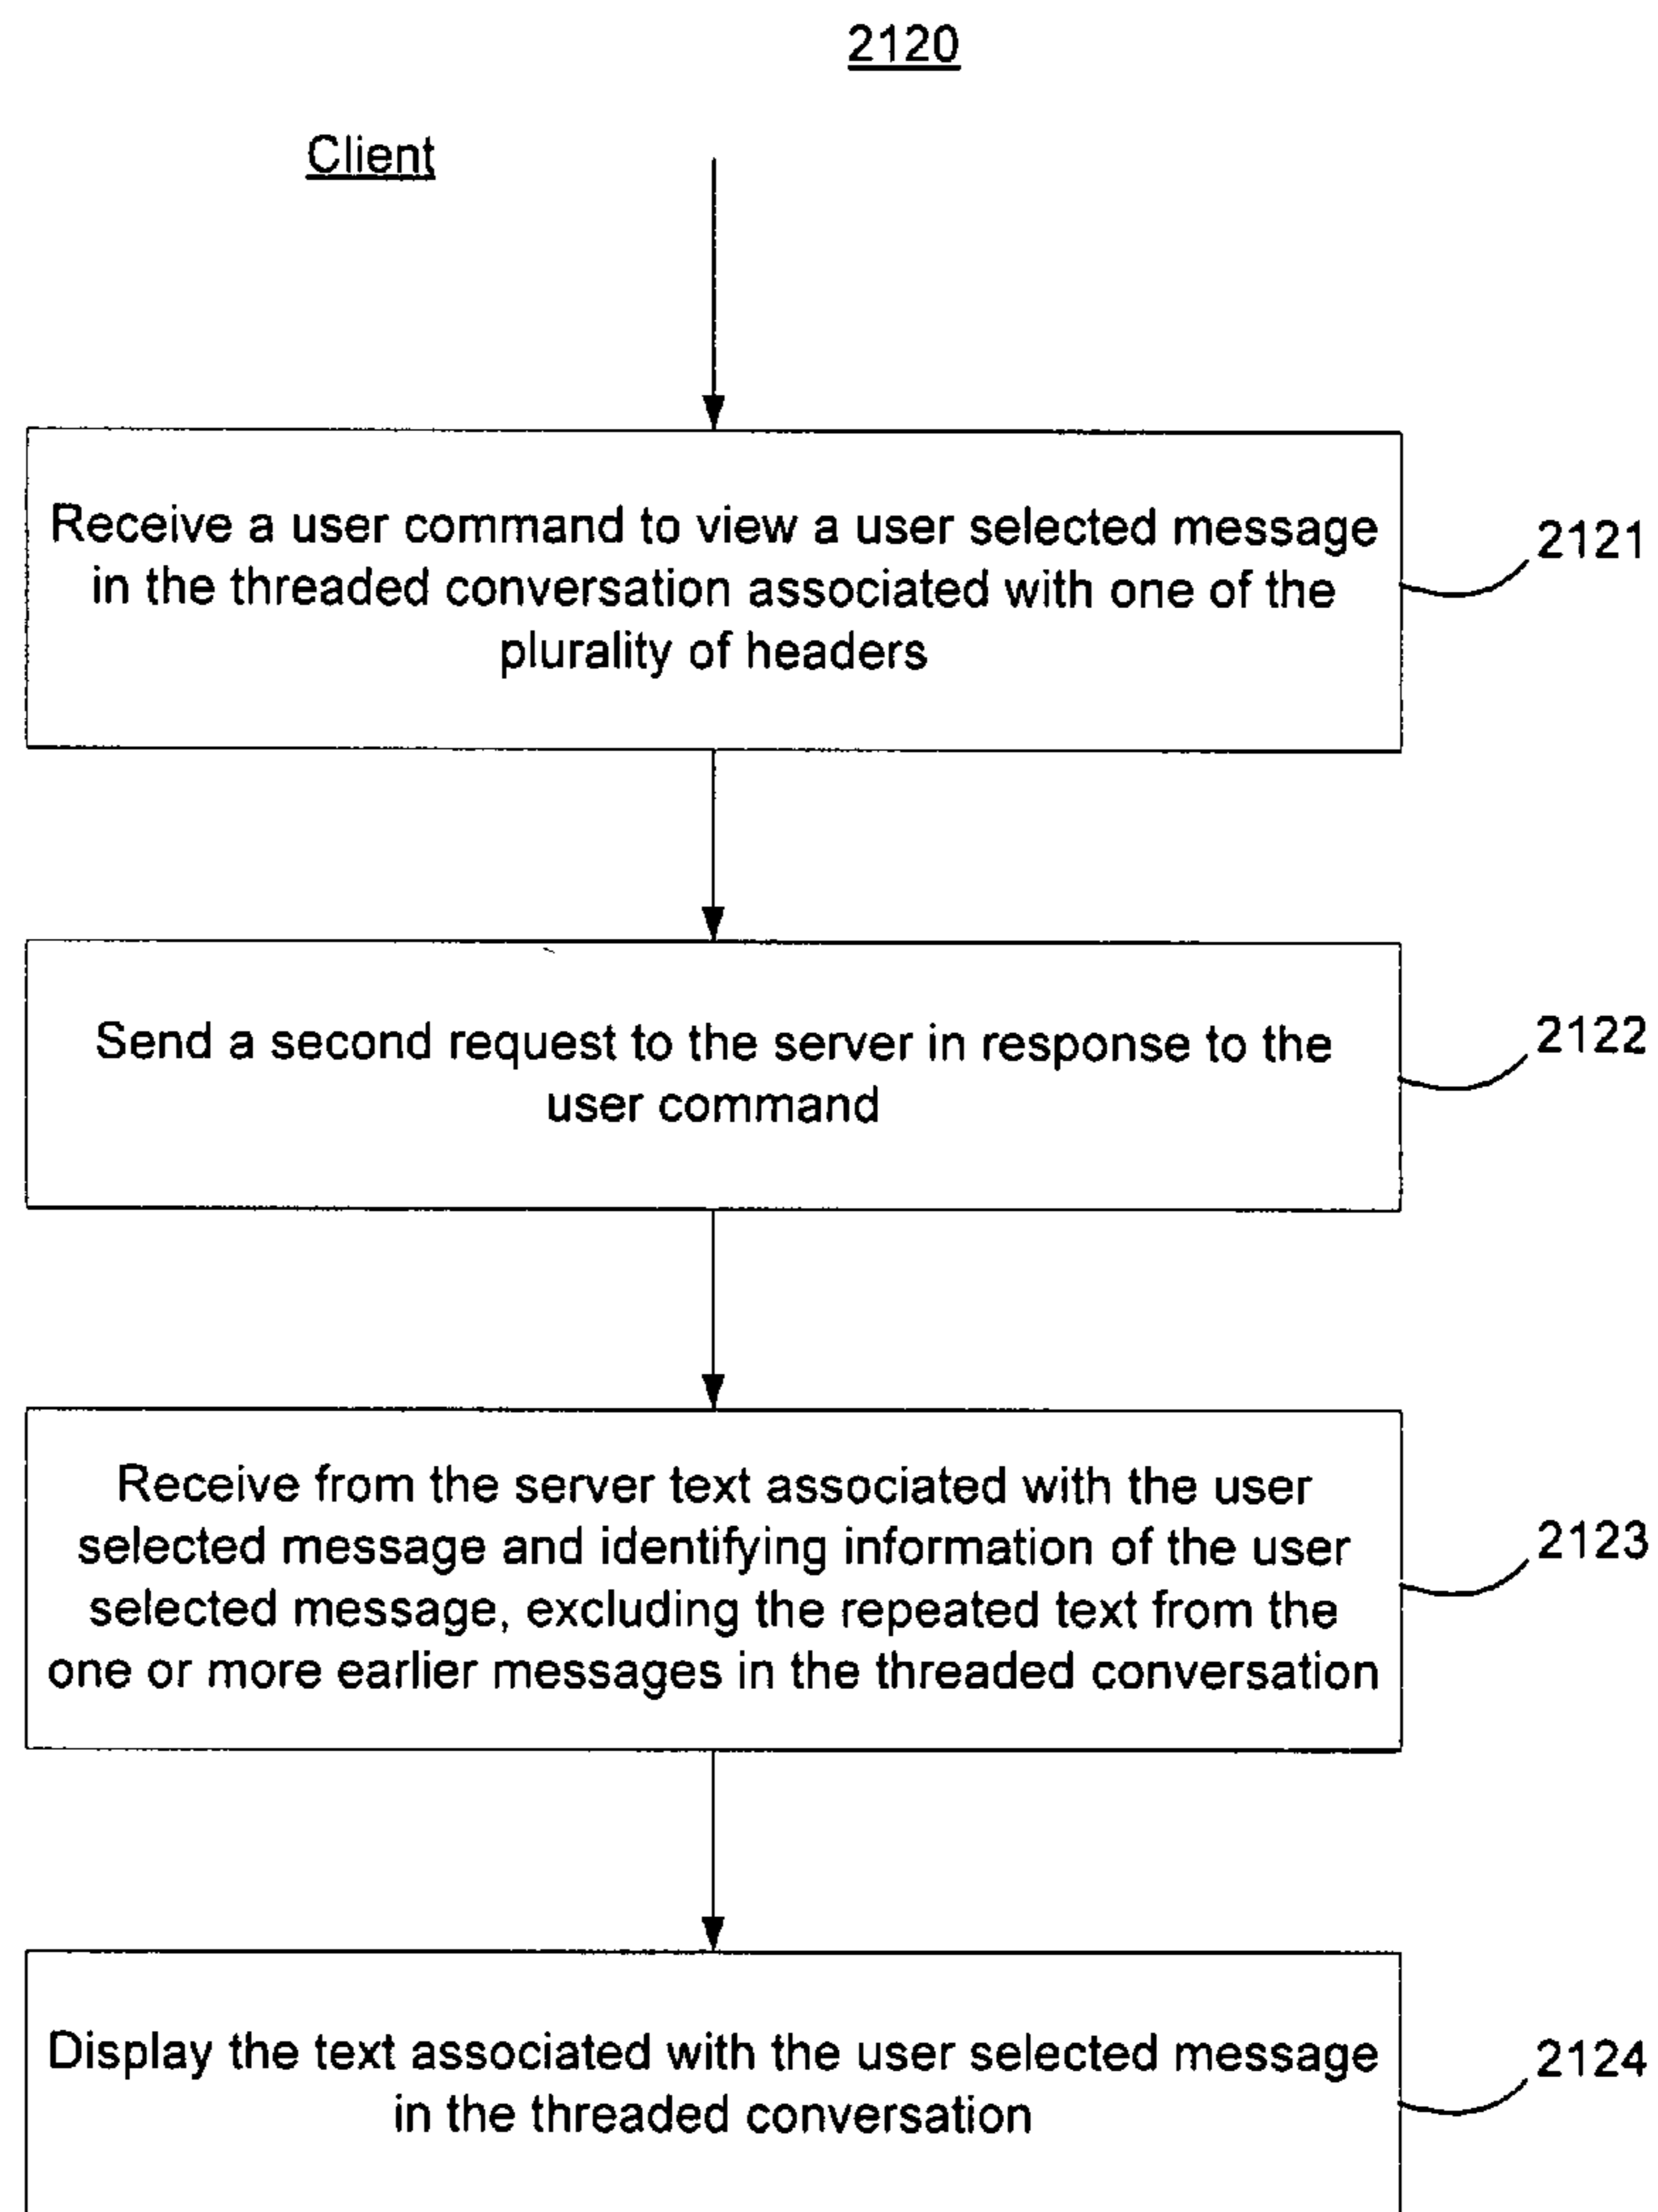 2120
Client
Receive a user command to view a user selected message
in the threaded conversation associated with one of the
plurality of headers
2121
Send a second request to the server in response to the
user command
2122
Receive from the server text associated with the user
selected message and identifying information of the user
selected message, excluding the repeated text from the
one or more earlier messages in the threaded conversation
2123
Display the text associated with the user selected message
in the threaded conversation
2124